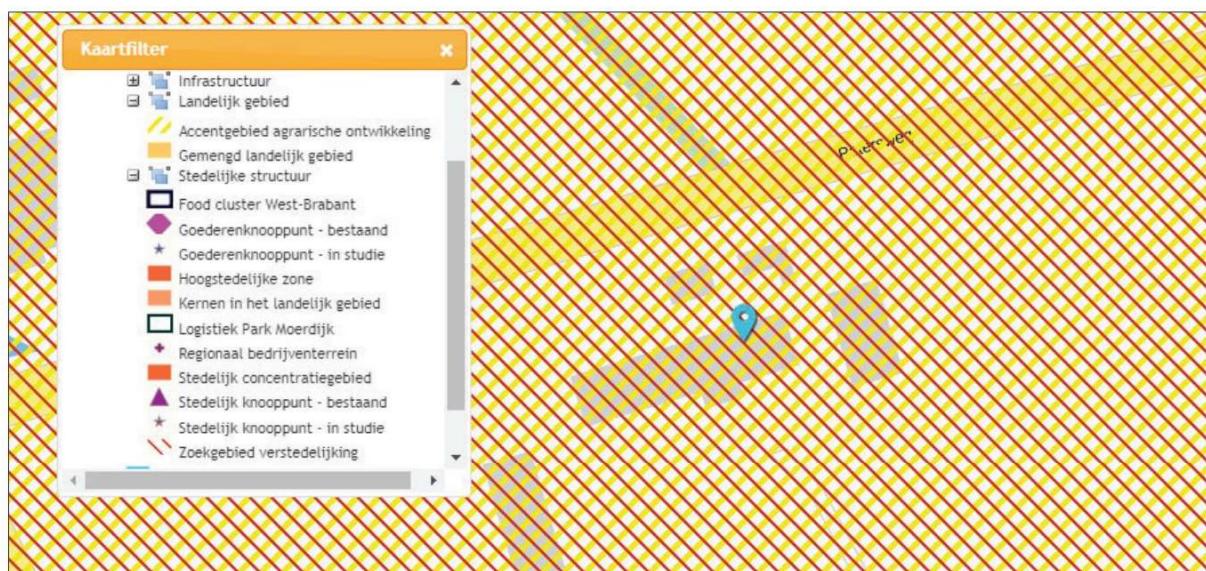 Kaartfilter
Infrastructuur
Landelijk gebied
Accentgebied agrarische ontwikkeling
Gemengd landelijk gebied
Stedelijke structuur
Food cluster West-Brabant
Goederenknooppunt - bestaand
Goederenknooppunt - in studie
Hoogstedelijke zone
Kernen in het landelijk gebied
Logistiek Park Moerdijk
Regionaal bedrijventerrein
Stedelijk concentratiegebied
Stedelijk knooppunt - bestaand
Stedelijk knooppunt - in studie
Zoekgebied verstedelijking